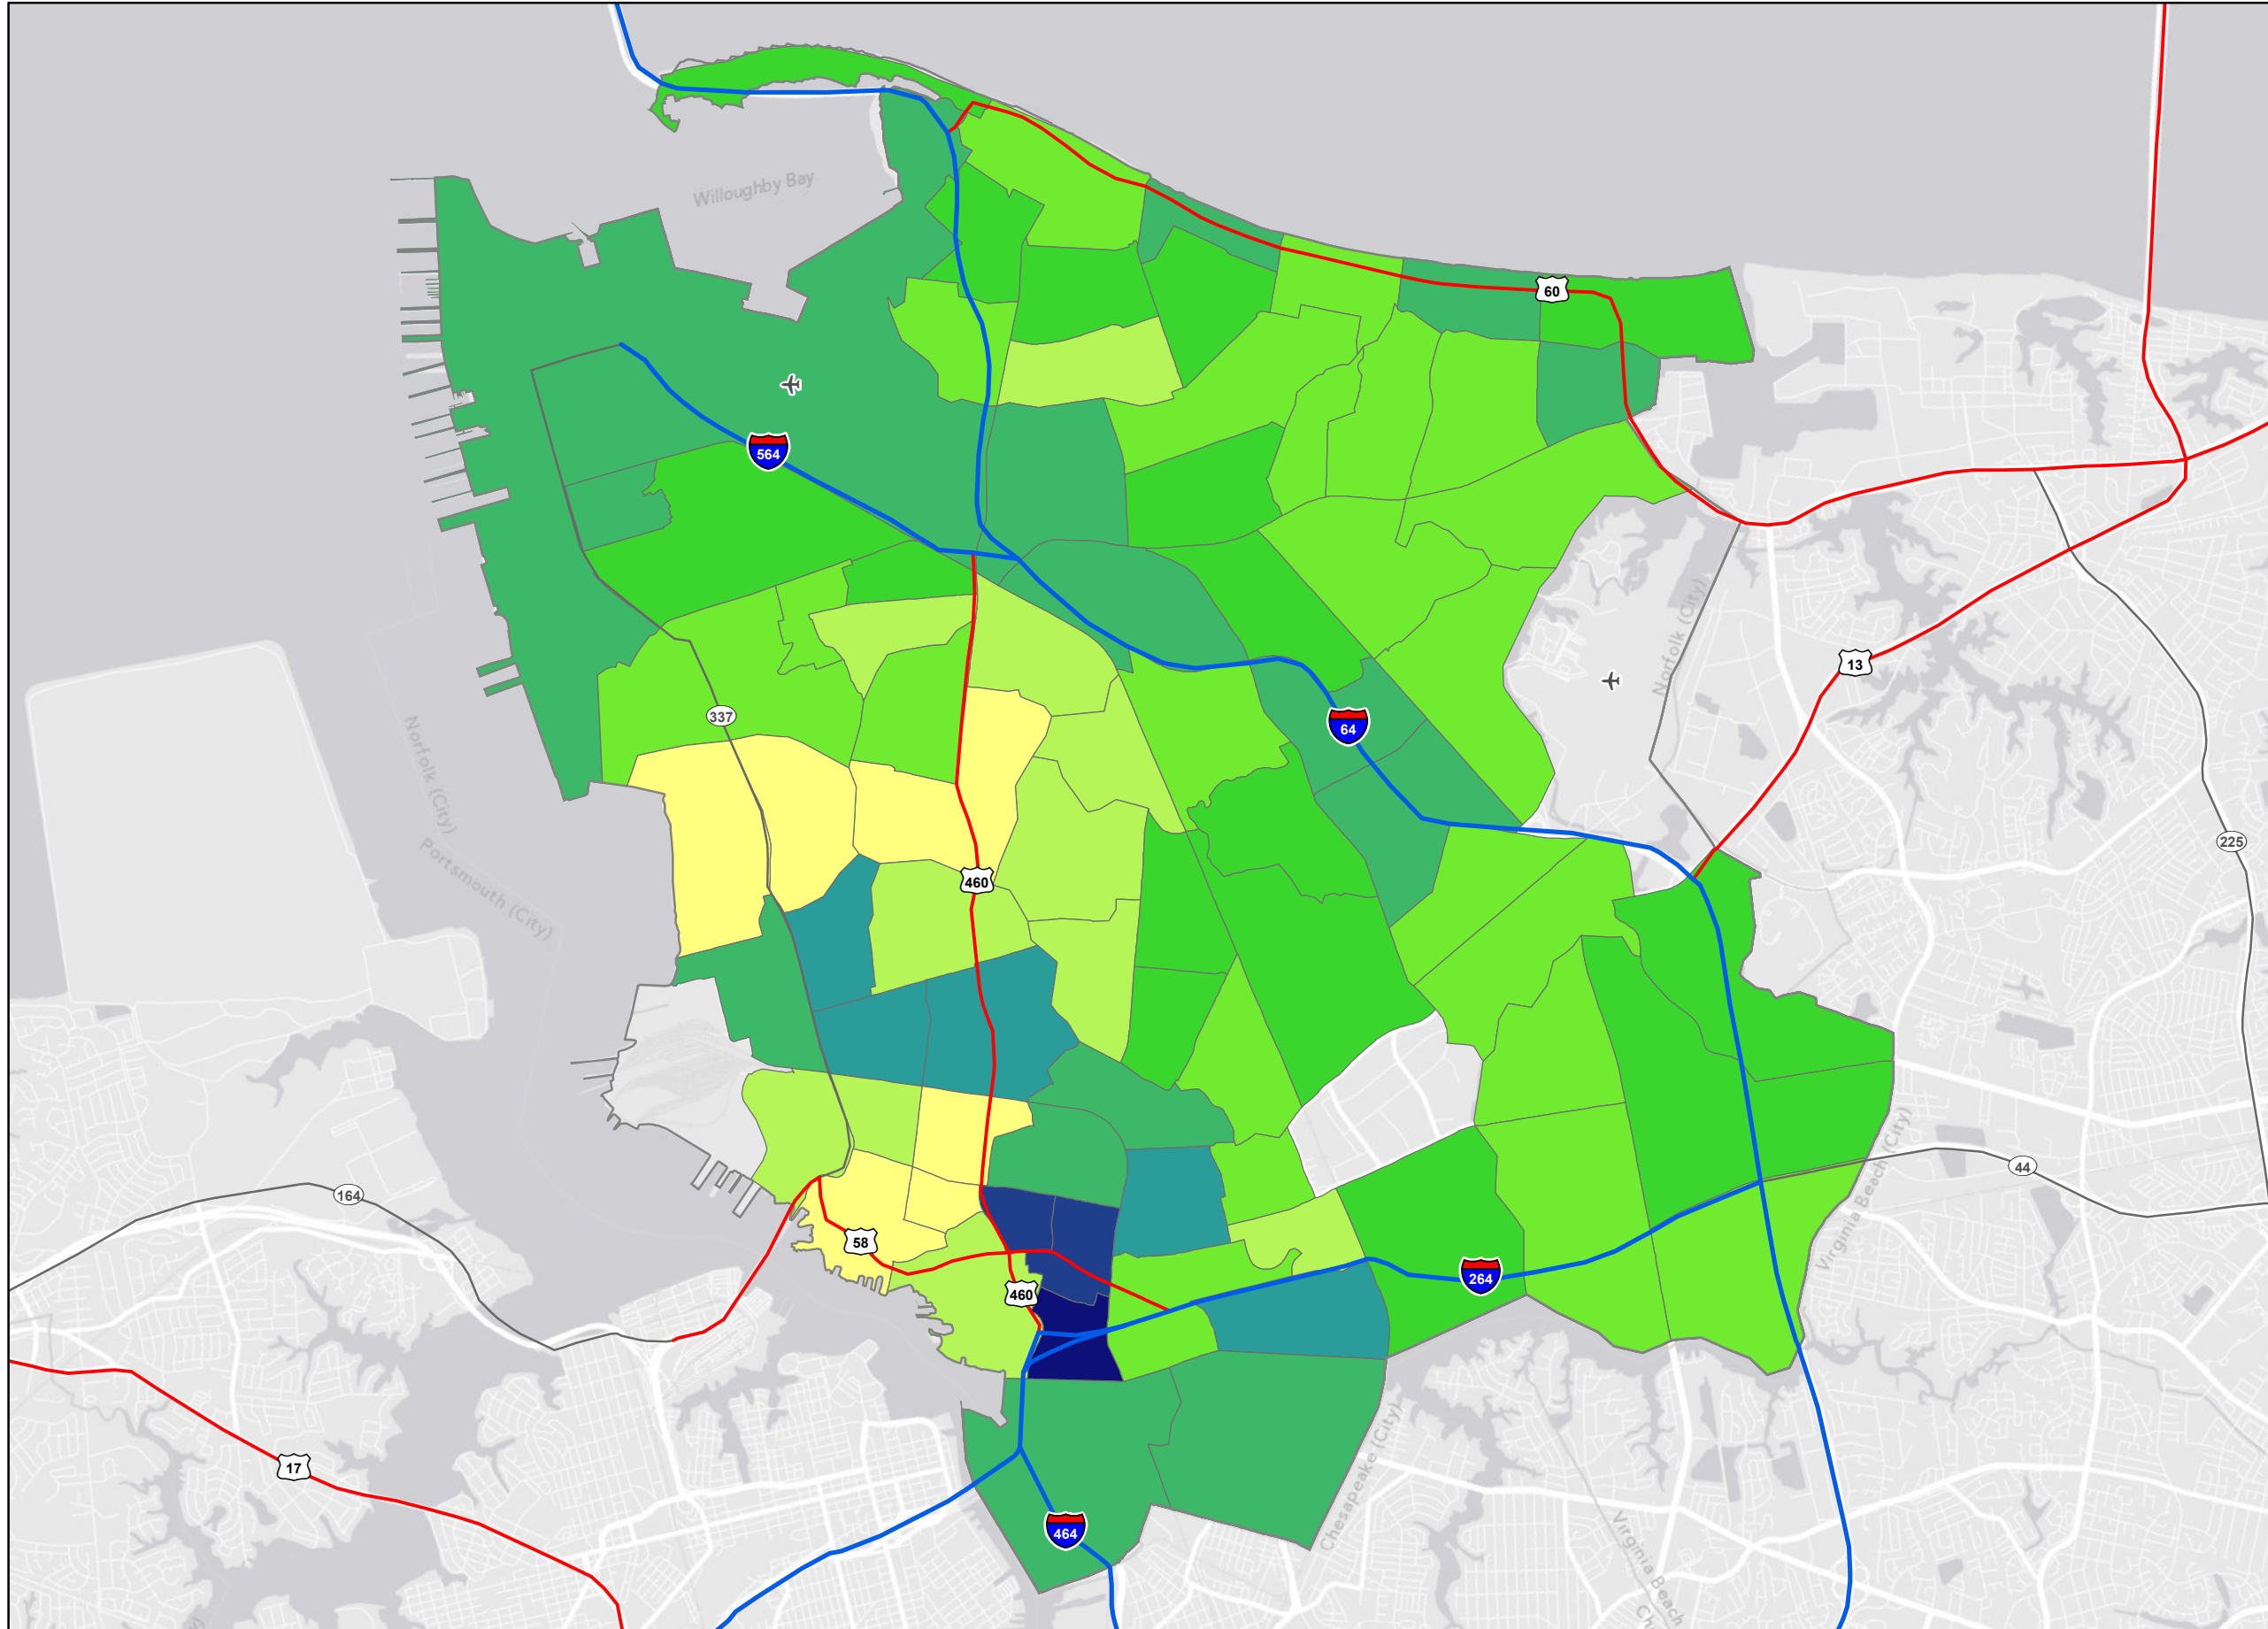 Willoughby Bay
60
564
Norfolk (City)
13
337
64
Norfolk (City)
Portsmouth (City)
225
460
44
164
Virginia Beach (City)
58
264
460
17
Chesapeake (City)
464
Virginia Beach